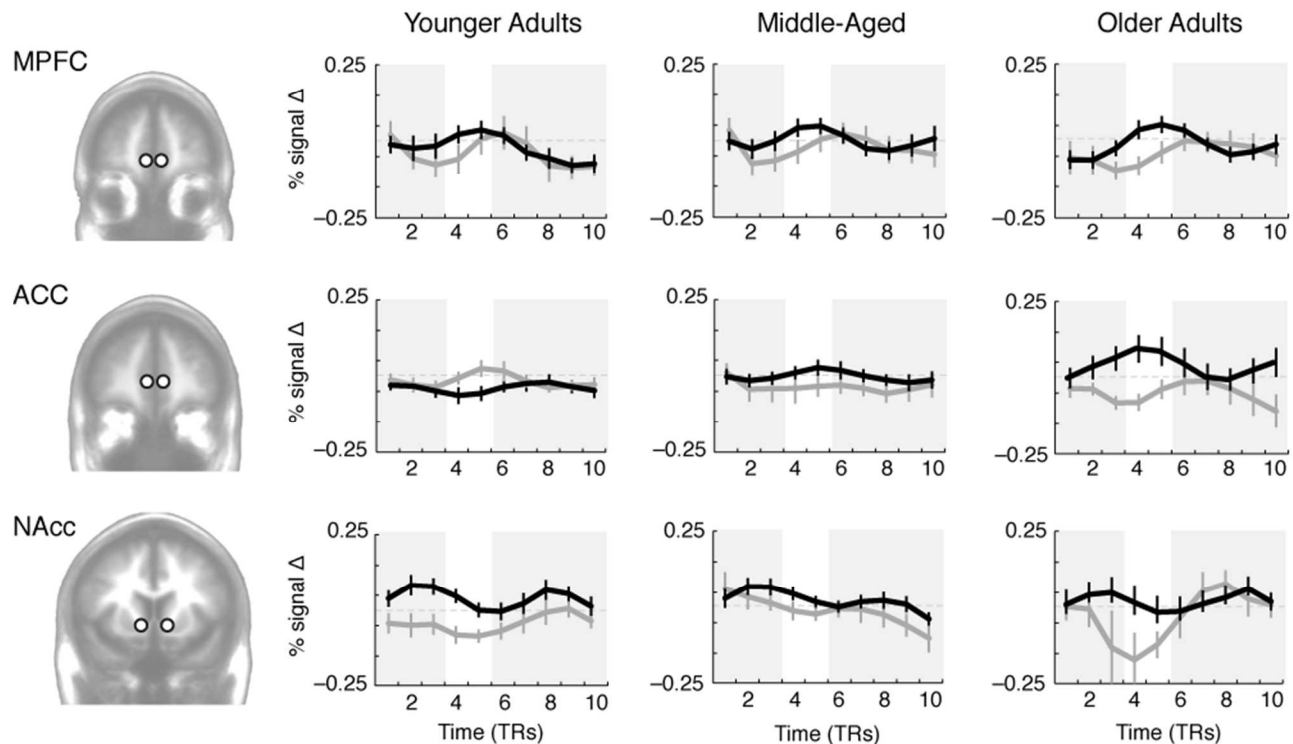 Younger Adults Middle-Aged Older Adults
MPFC
% signal Δ
0.25 0.25 0.25
−0.25 −0.25 −0.25
2 4 6 8 10 2 4 6 8 10 2 4 6 8 10
ACC
% signal Δ
0.25 0.25 0.25
−0.25 −0.25 −0.25
2 4 6 8 10 2 4 6 8 10 2 4 6 8 10
NAcc
% signal Δ
0.25 0.25 0.25
−0.25 −0.25 −0.25
2 4 6 8 10 2 4 6 8 10 2 4 6 8 10
Time (TRs) Time (TRs) Time (TRs)